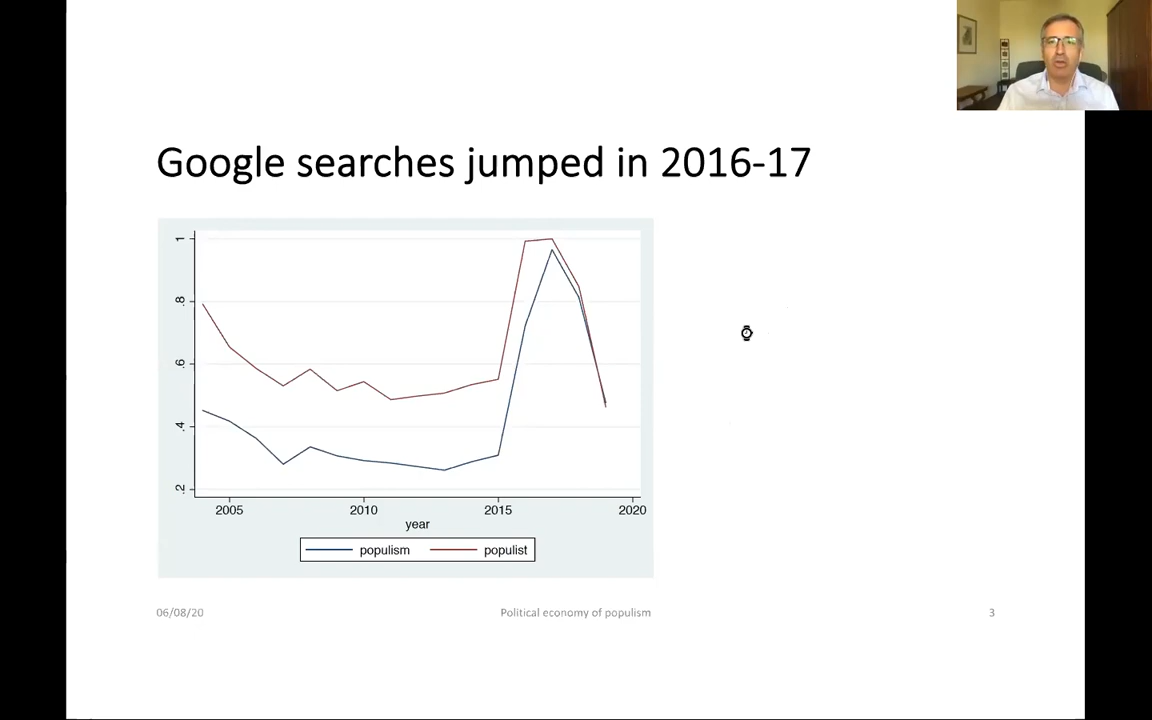 Google searches jumped in 2016-17
1
.8
.6
.4
.2
2005 2010 2015 2020
year
populism populist
06/08/20 Political economy of populism 3